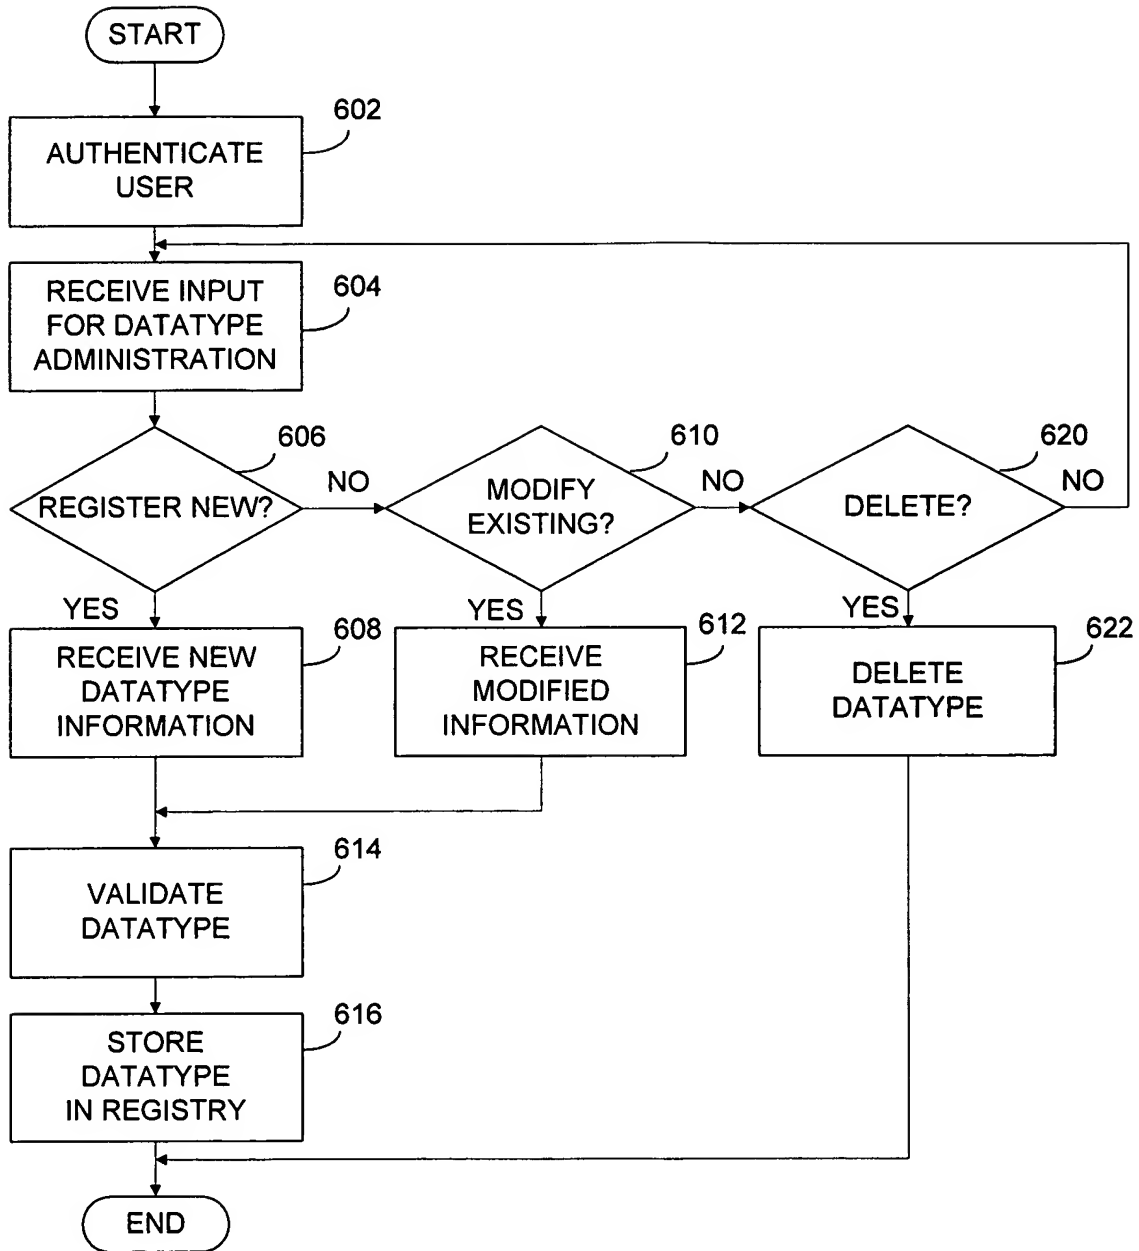 START
602
AUTHENTICATE
USER
RECEIVE INPUT
FOR DATATYPE
ADMINISTRATION
604
606
REGISTER NEW?
NO
610
MODIFY
EXISTING?
NO
620
DELETE?
NO
YES
608
RECEIVE NEW
DATATYPE
INFORMATION
YES
612
RECEIVE
MODIFIED
INFORMATION
YES
622
DELETE
DATATYPE
614
VALIDATE
DATATYPE
616
STORE
DATATYPE
IN REGISTRY
END